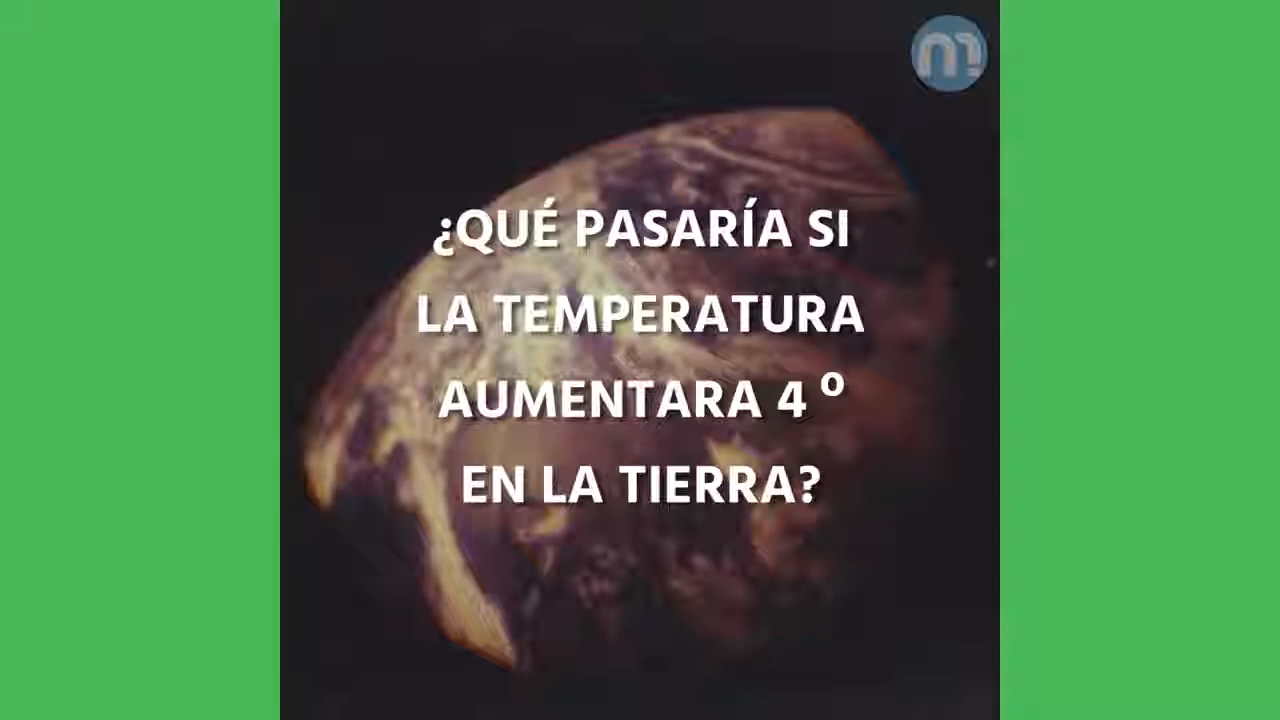 ¿QUÉ PASARÍA SI
LA TEMPERATURA
AUMENTARA 4 º
EN LA TIERRA?